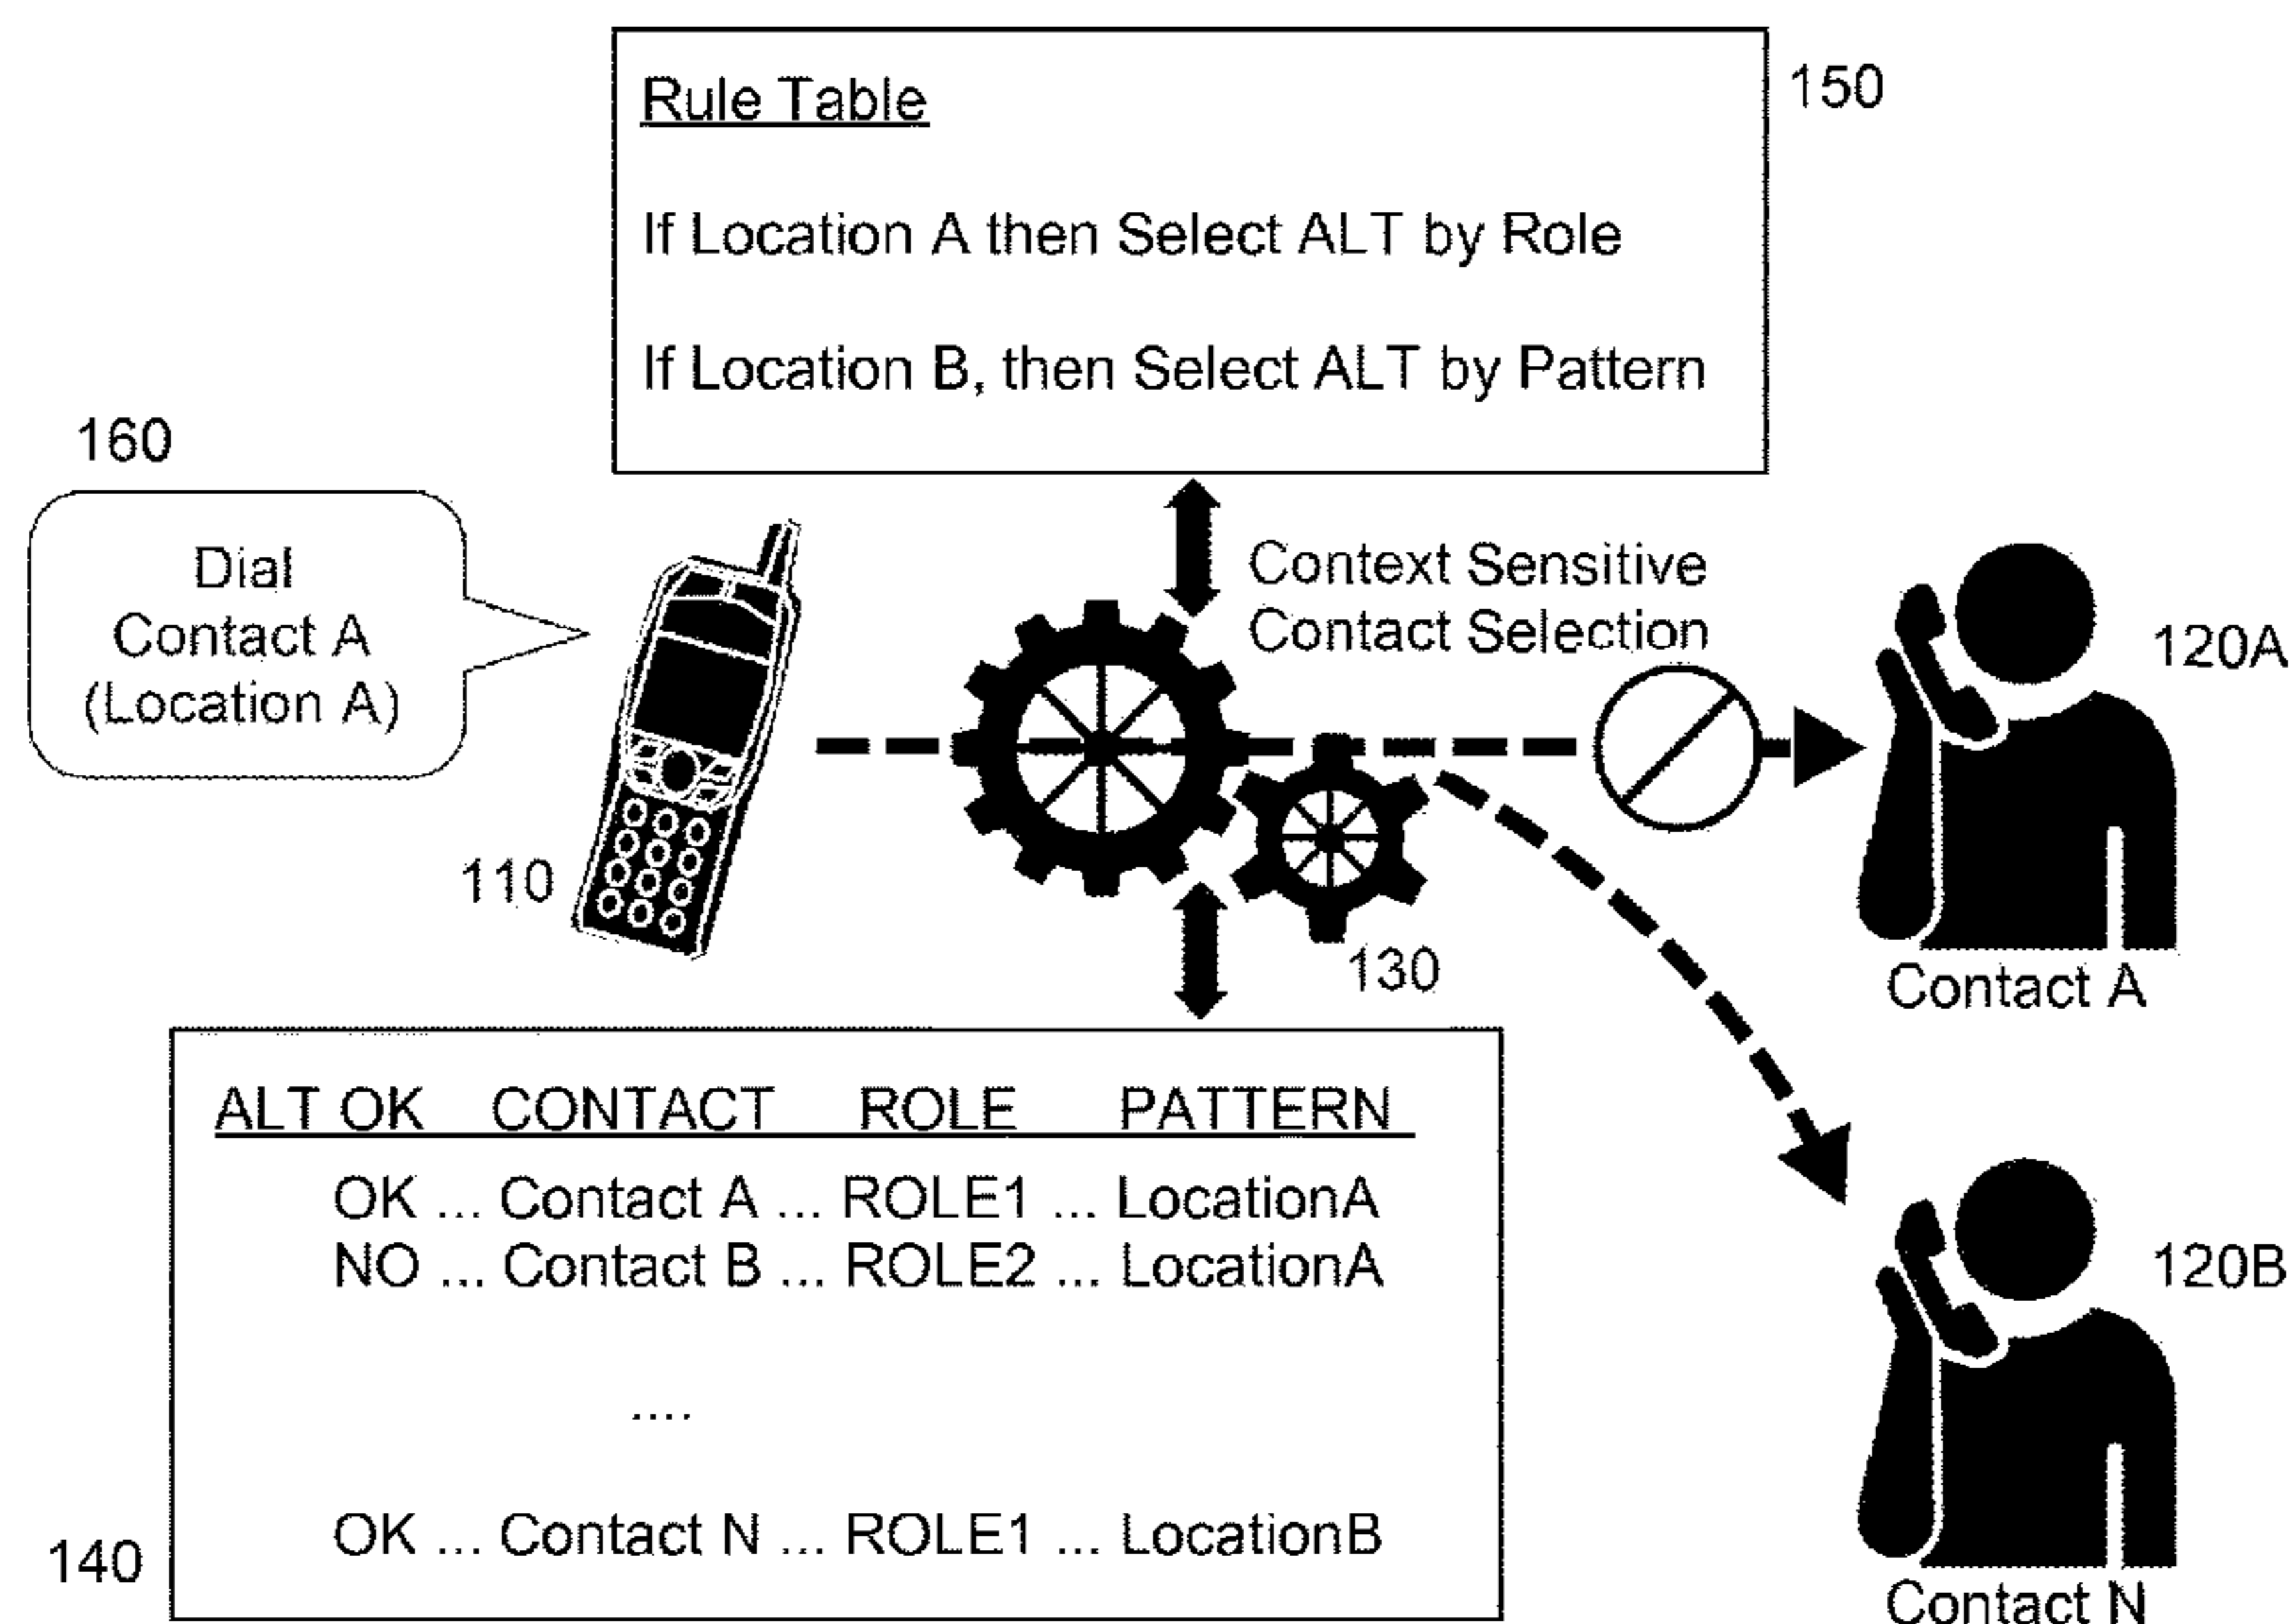 Rule Table
150
If Location A then Select ALT by Role
If Location B, then Select ALT by Pattern
160
Dial
Contact A
(Location A)
Context Sensitive
Contact Selection
120A
110
130
Contact A
ALT OK CONTACT ROLE PATTERN
OK ... Contact A ... ROLE1 ... LocationA
NO ... Contact B ... ROLE2 ... LocationA
....
OK ... Contact N ... ROLE1 ... LocationB
140
120B
Contact N